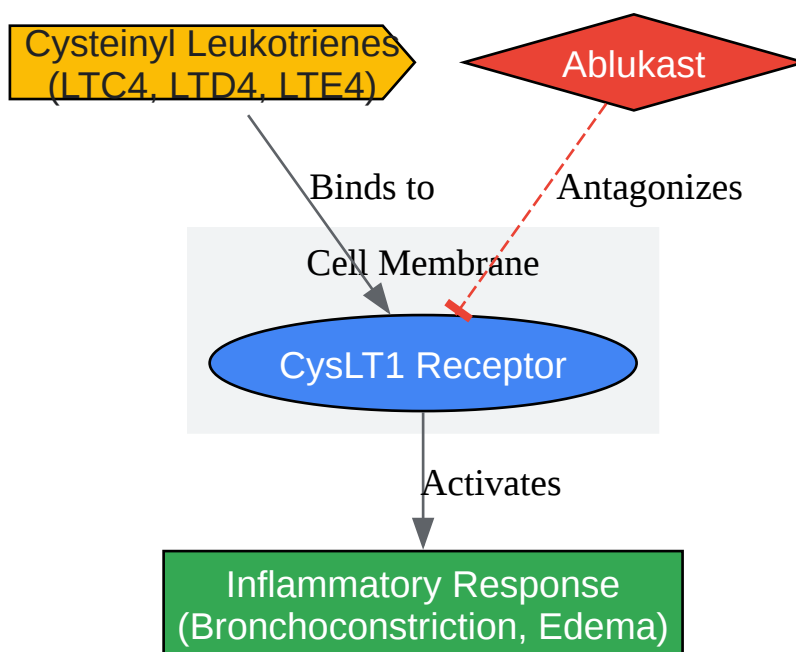 Cysteinyl Leukotrienes
(LTC4, LTD4, LTE4)
Ablukast
Binds to
Antagonizes
Cell Membrane
CysLT1 Receptor
Activates
Inflammatory Response
(Bronchoconstriction, Edema)